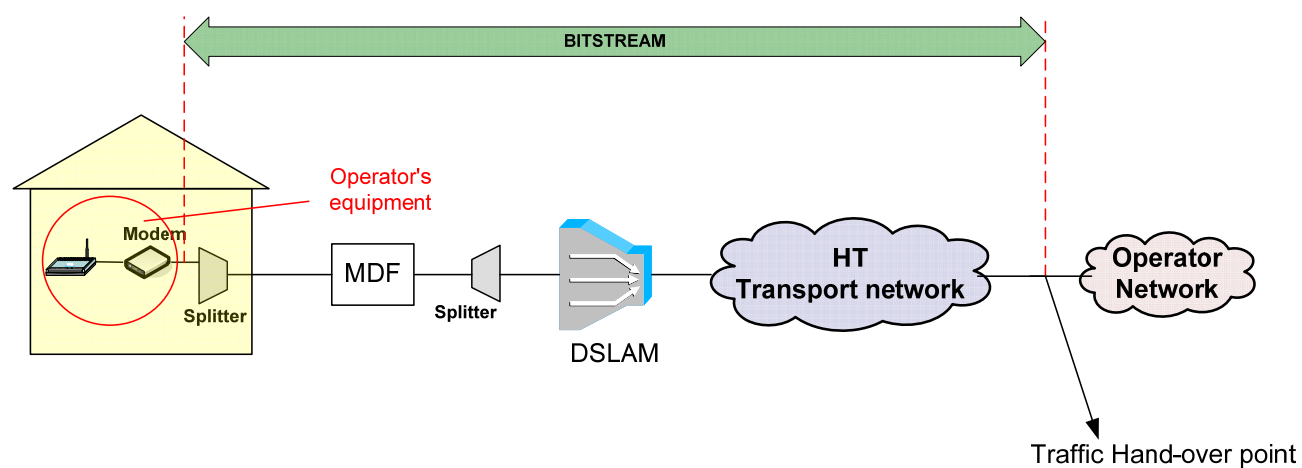 BITSTREAM
Operator's
equipment
Modem
Splitter
MDF
Splitter
DSLAM
HT
Transport network
Operator
Network
Traffic Hand-over point